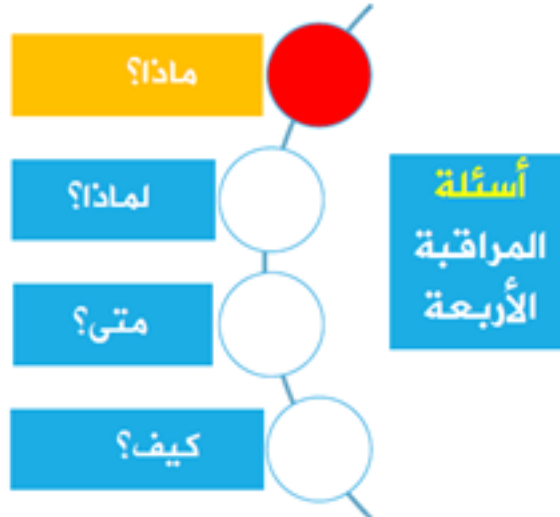 أسئلة
المراقبة
الأربعة
ماذا؟
لماذا؟
متى؟
كيف؟